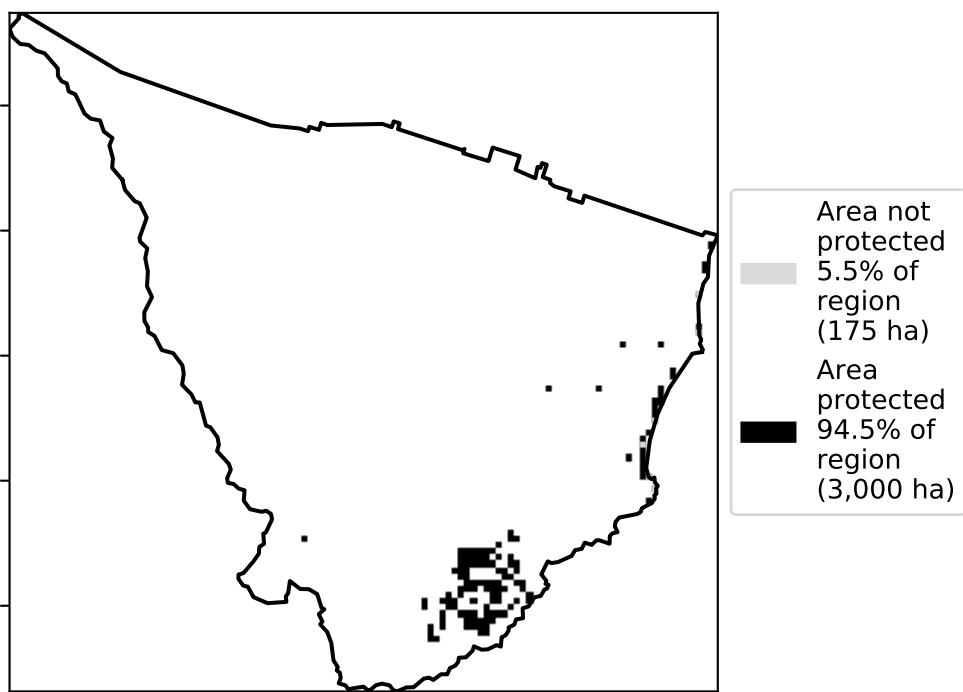 Area not
protected
5.5% of
region
(175 ha)
Area
protected
94.5% of
region
(3,000 ha)